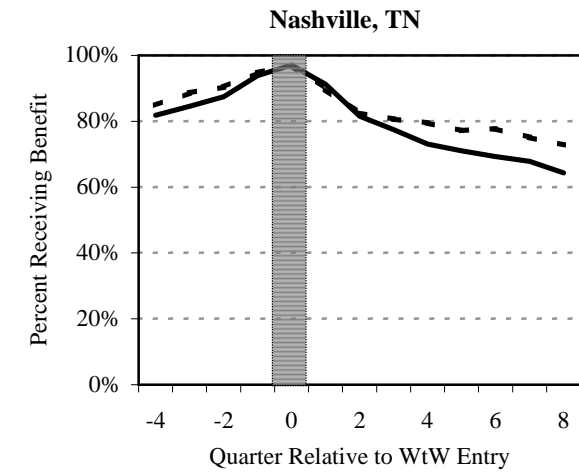 Nashville, TN
100%
80%
60%
40%
20%
0%
Percent Receiving Benefit
-4 -2 0 2 4 6 8
Quarter Relative to WtW Entry